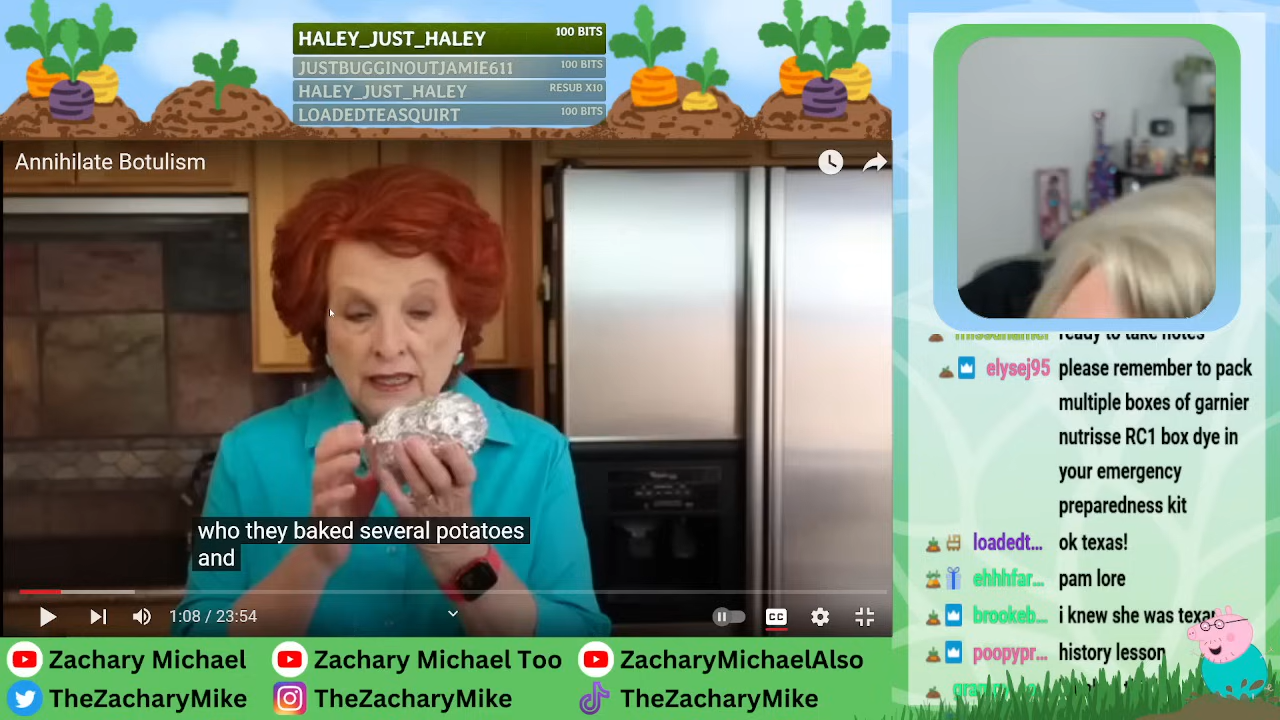 HALEY_JUST_HALEY 100 BITS
JUSTBUGGINOUTJAMIE611 100 BITS
HALEY_JUST_HALEY RESUB X10
LOADEDTEASQUIRT 100 BITS
Annihilate Botulism
who they baked several potatoes
and
1:08 / 23:54
CC
ready to take notes
elysej95 please remember to pack
multiple boxes of garnier
nutrisse RC1 box dye in
your emergency
preparedness kit
loadedt... ok texas!
ehhhfar... pam lore
brookeb... i knew she was texan
poopypr... history lesson
Zachary Michael
Zachary Michael Too
ZacharyMichaelAlso
TheZacharyMike
TheZacharyMike
TheZacharyMike